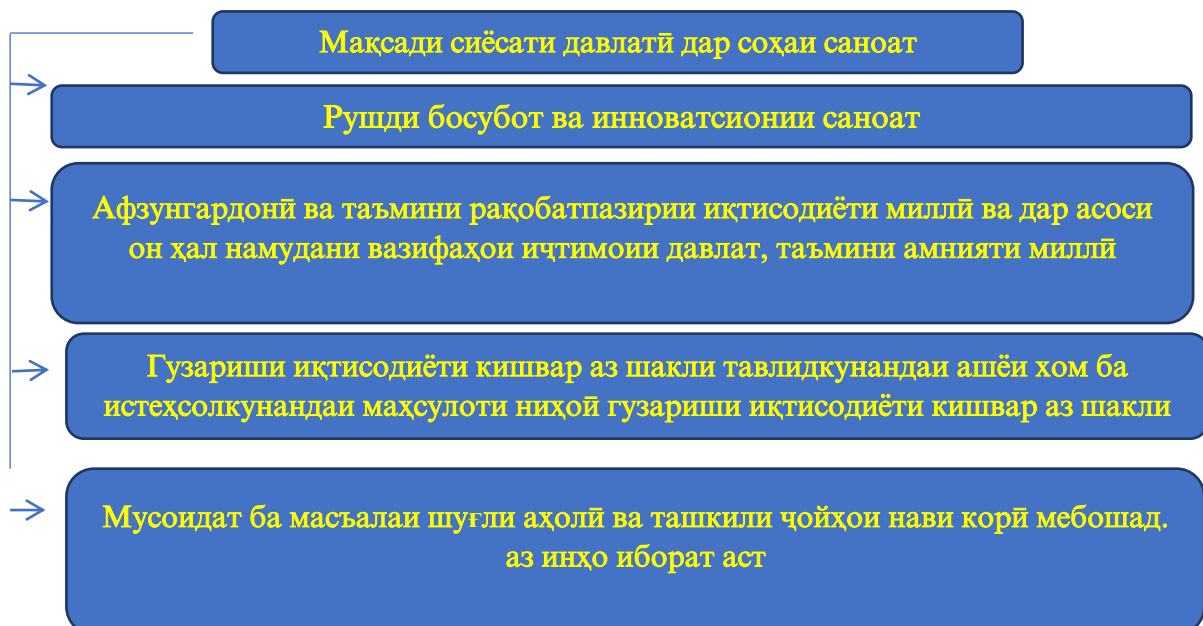 Мақсади сиёсати давлатӣ дар соҳаи саноат
Рушди босубот ва инноватсионии саноат
Афзунгардонӣ ва таъмини рақобатпазирии иқтисодиёти миллӣ ва дар асоси
он ҳал намудани вазифаҳои иҷтимоии давлат, таъмини амнияти миллӣ
Гузариши иқтисодиёти кишвар аз шакли тавлидкунандаи ашёи хом ба
истеҳсолкунандаи маҳсулоти ниҳоӣ гузариши иқтисодиёти кишвар аз шакли
Мусоидат ба масъалаи шуғли аҳолӣ ва ташкили ҷойҳои нави корӣ мебошад.
аз инҳо иборат аст